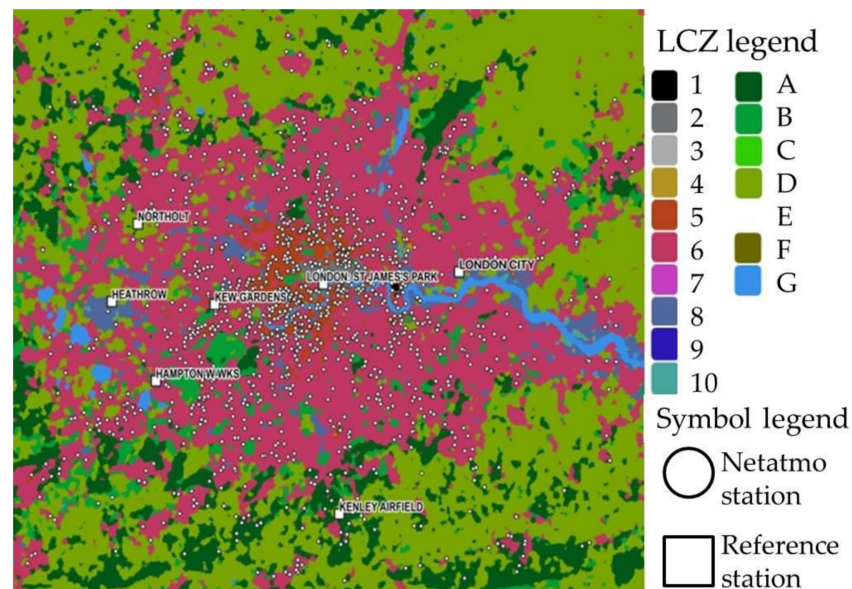 LCZ legend
1 A
2 B
3 C
4 D
5 E
6 F
7 G
8
9
10
Symbol legend
Netatmo
station
Reference
station
NORTHOLT
LONDON, ST JAMES'S PARK
LONDON CITY
HEATHROW
KEW GARDENS
HAMPTON W WKS
KENLEY AIRFIELD